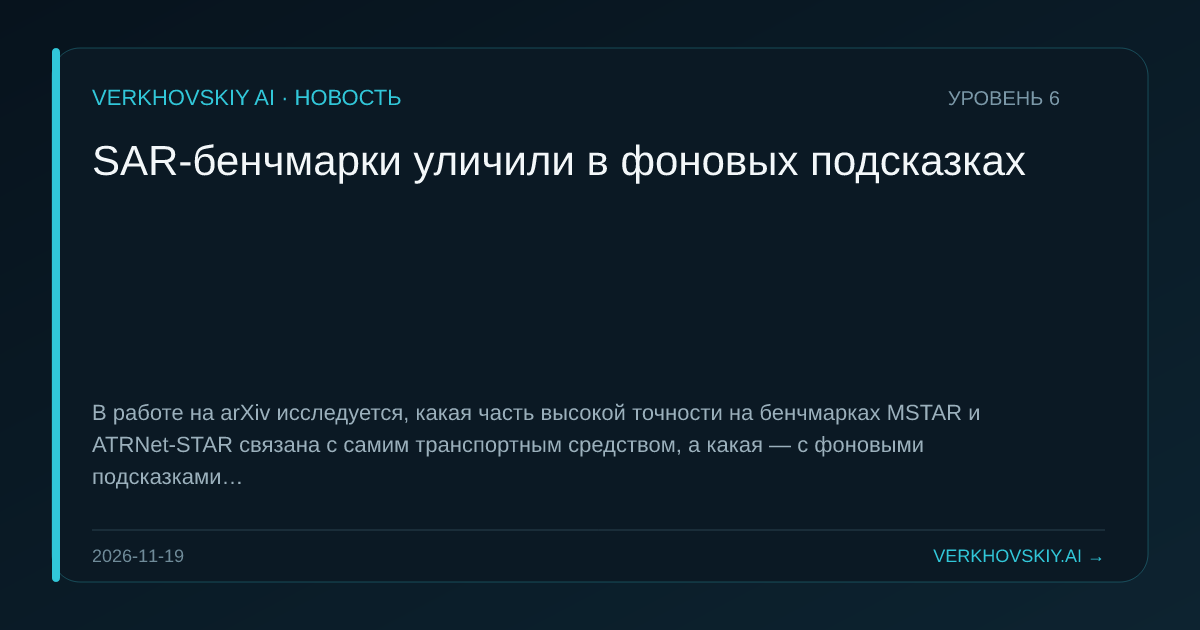 VERKHOVSKIY AI · НОВОСТЬ
УРОВЕНЬ 6
SAR-бенчмарки уличили в фоновых подсказках
В работе на arXiv исследуется, какая часть высокой точности на бенчмарках MSTAR и
ATRNet-STAR связана с самим транспортным средством, а какая — с фоновыми
подсказками…
2026-11-19
VERKHOVSKIY.AI →